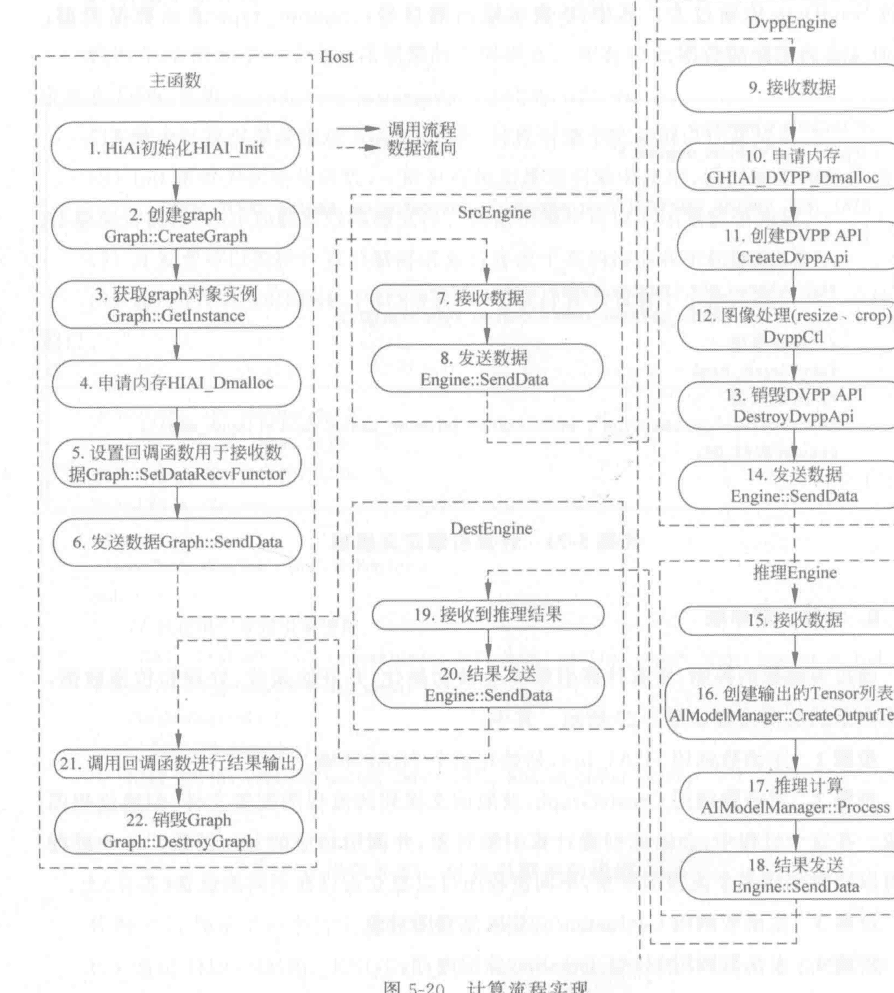 Host
主函数
1. HiAi初始化HIAI_Init
2. 创建graph
Graph::CreateGraph
3. 获取graph对象实例
Graph::GetInstance
4. 申请内存HIAI_Dmalloc
5. 设置回调函数用于接收数
据Graph::SetDataRecvFunctor
6. 发送数据Graph::SendData
21. 调用回调函数进行结果输出
22. 销毁Graph
Graph::DestroyGraph
调用流程
数据流向
SrcEngine
7. 接收数据
8. 发送数据
Engine::SendData
DestEngine
19. 接收到推理结果
20. 结果发送
Engine::SendData
DvppEngine
9. 接收数据
10. 申请内存
GHIAI_DVPP_Dmalloc
11. 创建DVPP API
CreateDvppApi
12. 图像处理(resize、crop)
DvppCtl
13. 销毁DVPP API
DestroyDvppApi
14. 发送数据
Engine::SendData
推理Engine
15. 接收数据
16. 创建输出的Tensor列表
AIModelManager::CreateOutputTe
17. 推理计算
AIModelManager::Process
18. 结果发送
Engine::SendData
图 5-20 计算流程实现